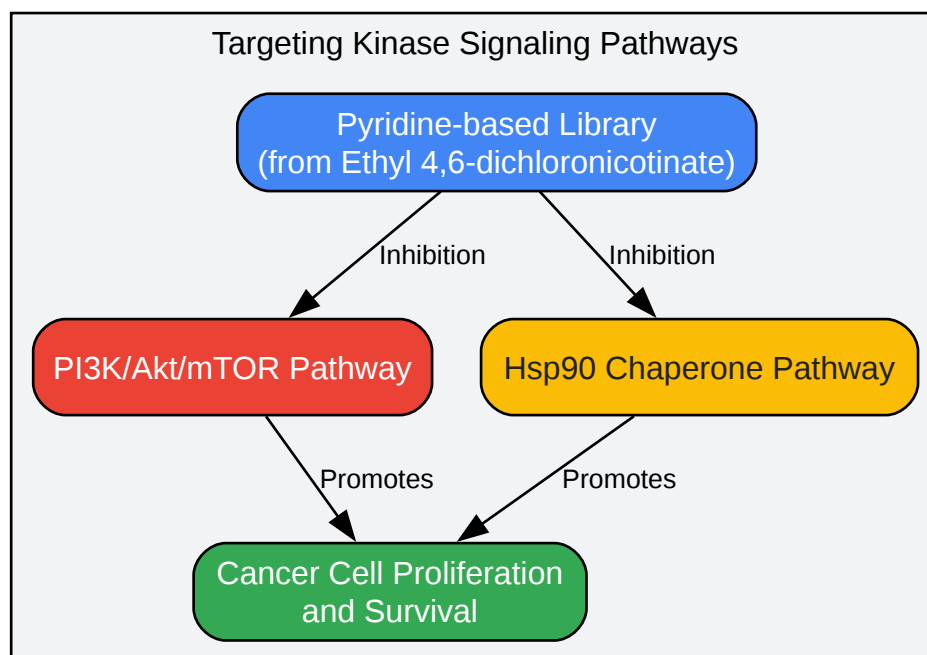 Targeting Kinase Signaling Pathways
Pyridine-based Library
(from Ethyl 4,6-dichloronicotinate)
Inhibition
Inhibition
PI3K/Akt/mTOR Pathway
Hsp90 Chaperone Pathway
Promotes
Promotes
Cancer Cell Proliferation
and Survival